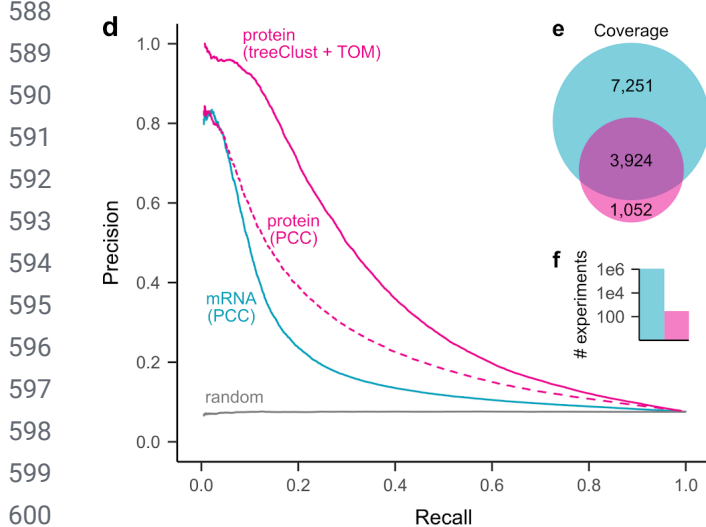 588
589
590
591
592
593
594
595
596
597
598
599
600
d
1.0
0.8
0.6
0.4
0.2
0.0
Precision
protein
(treeClust + TOM)
protein
(PCC)
mRNA
(PCC)
random
0.0 0.2 0.4 0.6 0.8 1.0
Recall
e
Coverage
7,251
3,924
1,052
f
# experiments
1e6
1e4
100